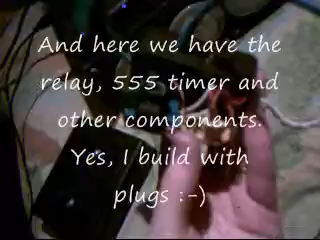 And here we have the
relay, 555 timer and
other components.
Yes, I build with
plugs :-)